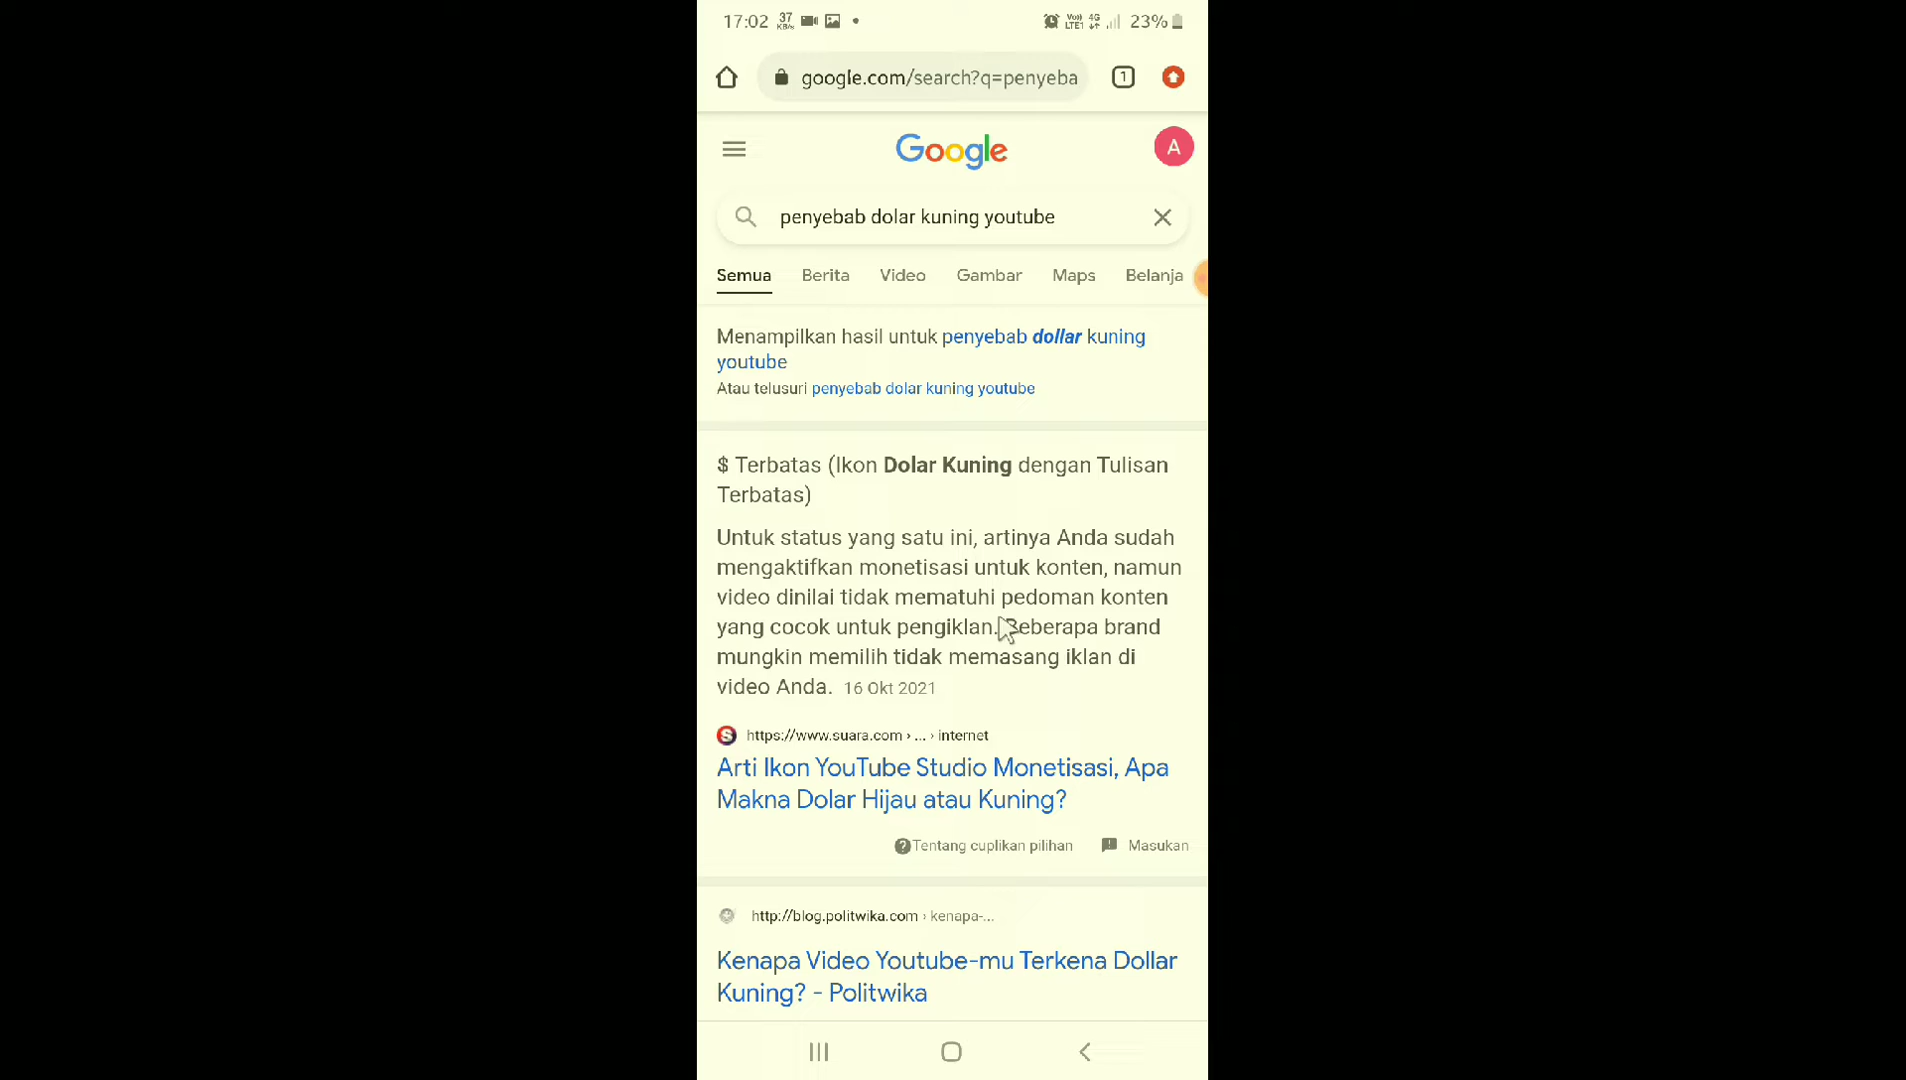 17:02 37 KB/s VoLTE1 4G 23%
google.com/search?q=penyeba 1
Google A
penyebab dolar kuning youtube
Semua Berita Video Gambar Maps Belanja
Menampilkan hasil untuk penyebab dollar kuning
youtube
Atau telusuri penyebab dolar kuning youtube
$ Terbatas (Ikon Dolar Kuning dengan Tulisan
Terbatas)
Untuk status yang satu ini, artinya Anda sudah
mengaktifkan monetisasi untuk konten, namun
video dinilai tidak mematuhi pedoman konten
yang cocok untuk pengiklan. Beberapa brand
mungkin memilih tidak memasang iklan di
video Anda. 16 Okt 2021
S https://www.suara.com › ... › internet
Arti Ikon YouTube Studio Monetisasi, Apa
Makna Dolar Hijau atau Kuning?
Tentang cuplikan pilihan Masukan
http://blog.politwika.com › kenapa-...
Kenapa Video Youtube-mu Terkena Dollar
Kuning? - Politwika